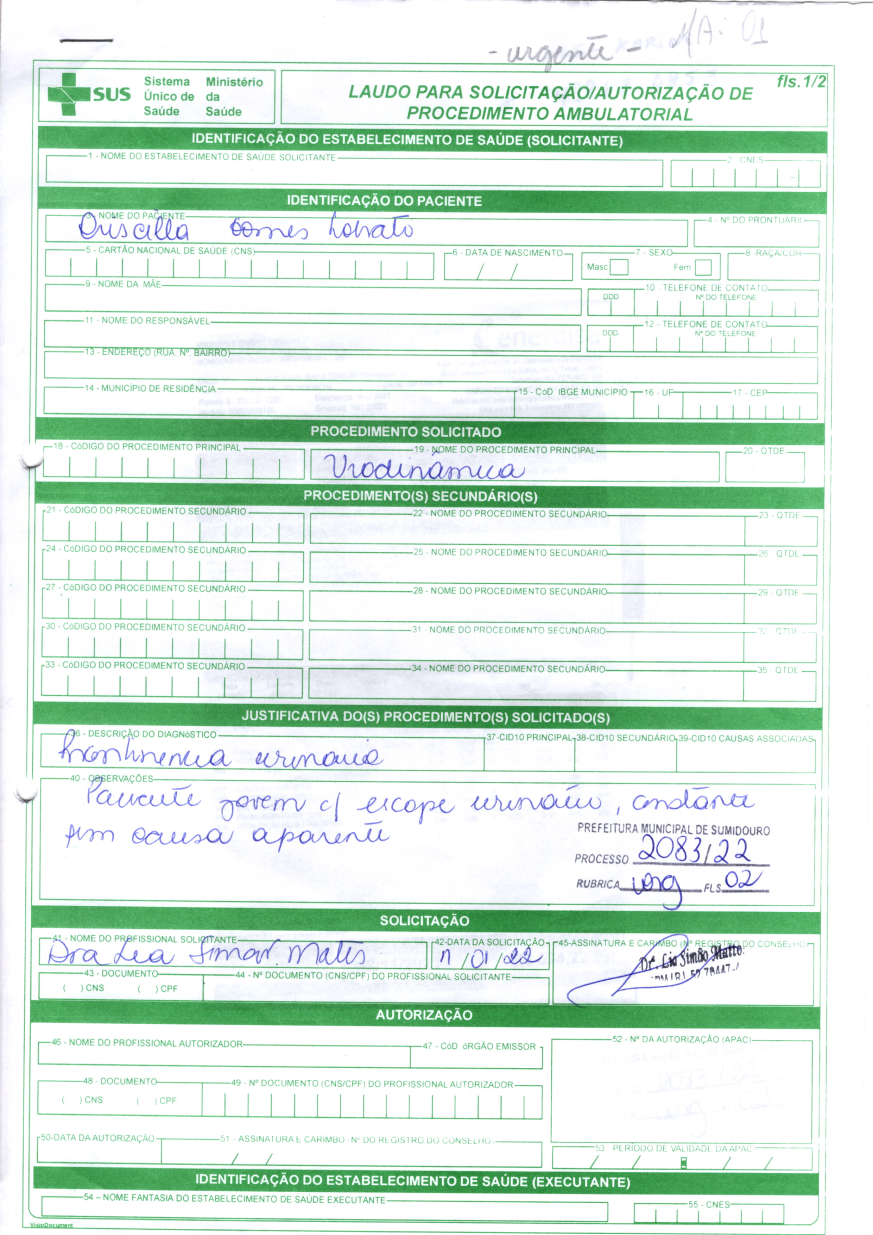 - urgente - MA: 01
fls.1/2
SUS Sistema Único de Saúde Ministério da Saúde
LAUDO PARA SOLICITAÇÃO/AUTORIZAÇÃO DE PROCEDIMENTO AMBULATORIAL
IDENTIFICAÇÃO DO ESTABELECIMENTO DE SAÚDE (SOLICITANTE)
1 - NOME DO ESTABELECIMENTO DE SAÚDE SOLICITANTE 2 - CNES
IDENTIFICAÇÃO DO PACIENTE
3 - NOME DO PACIENTE 4 - Nº DO PRONTUÁRIO
Priscilla Gomes Lobato
5 - CARTÃO NACIONAL DE SAÚDE (CNS) 6 - DATA DE NASCIMENTO 7 - SEXO 8 - RAÇA/COR
/ / Masc Fem
9 - NOME DA MÃE 10 - TELEFONE DE CONTATO
DDD Nº DO TELEFONE
11 - NOME DO RESPONSÁVEL 12 - TELEFONE DE CONTATO
DDD Nº DO TELEFONE
13 - ENDEREÇO (RUA, Nº, BAIRRO)
14 - MUNICÍPIO DE RESIDÊNCIA 15 - CóD IBGE MUNICÍPIO 16 - UF 17 - CEP
PROCEDIMENTO SOLICITADO
18 - CóDIGO DO PROCEDIMENTO PRINCIPAL 19 - NOME DO PROCEDIMENTO PRINCIPAL 20 - QTDE
Urodinâmica
PROCEDIMENTO(S) SECUNDÁRIO(S)
21 - CóDIGO DO PROCEDIMENTO SECUNDÁRIO 22 - NOME DO PROCEDIMENTO SECUNDÁRIO 23 - QTDE
24 - CóDIGO DO PROCEDIMENTO SECUNDÁRIO 25 - NOME DO PROCEDIMENTO SECUNDÁRIO 26 - QTDE
27 - CóDIGO DO PROCEDIMENTO SECUNDÁRIO 28 - NOME DO PROCEDIMENTO SECUNDÁRIO 29 - QTDE
30 - CóDIGO DO PROCEDIMENTO SECUNDÁRIO 31 - NOME DO PROCEDIMENTO SECUNDÁRIO 32 - QTDE
33 - CóDIGO DO PROCEDIMENTO SECUNDÁRIO 34 - NOME DO PROCEDIMENTO SECUNDÁRIO 35 - QTDE
JUSTIFICATIVA DO(S) PROCEDIMENTO(S) SOLICITADO(S)
36 - DESCRIÇÃO DO DIAGNóSTICO 37-CID10 PRINCIPAL 38-CID10 SECUNDÁRIO 39-CID10 CAUSAS ASSOCIADAS
Incontinencia urinaria
40 - OBSERVAÇÕES
Paciente jovem c/ escape urinário, constante
sem causa aparente
PREFEITURA MUNICIPAL DE SUMIDOURO
PROCESSO 2083/22
RUBRICA FLS 02
SOLICITAÇÃO
41 - NOME DO PROFISSIONAL SOLICITANTE 42-DATA DA SOLICITAÇÃO 45-ASSINATURA E CARIMBO (Nº REGISTRO DO CONSELHO)
Dra Lea Simão Matts 11/01/22 Simão Matto
43 - DOCUMENTO 44 - Nº DOCUMENTO (CNS/CPF) DO PROFISSIONAL SOLICITANTE
( ) CNS ( ) CPF
AUTORIZAÇÃO
46 - NOME DO PROFISSIONAL AUTORIZADOR 47 - CóD óRGÃO EMISSOR 52 - Nº DA AUTORIZAÇÃO (APAC)
48 - DOCUMENTO 49 - Nº DOCUMENTO (CNS/CPF) DO PROFISSIONAL AUTORIZADOR
( ) CNS ( ) CPF
50-DATA DA AUTORIZAÇÃO 51 - ASSINATURA E CARIMBO - Nº DO REGISTRO DO CONSELHO 53 PERÍODO DE VALIDADE DA APAC
/ / / / a / /
IDENTIFICAÇÃO DO ESTABELECIMENTO DE SAÚDE (EXECUTANTE)
54 – NOME FANTASIA DO ESTABELECIMENTO DE SAÚDE EXECUTANTE 55 - CNES
VisioDocument